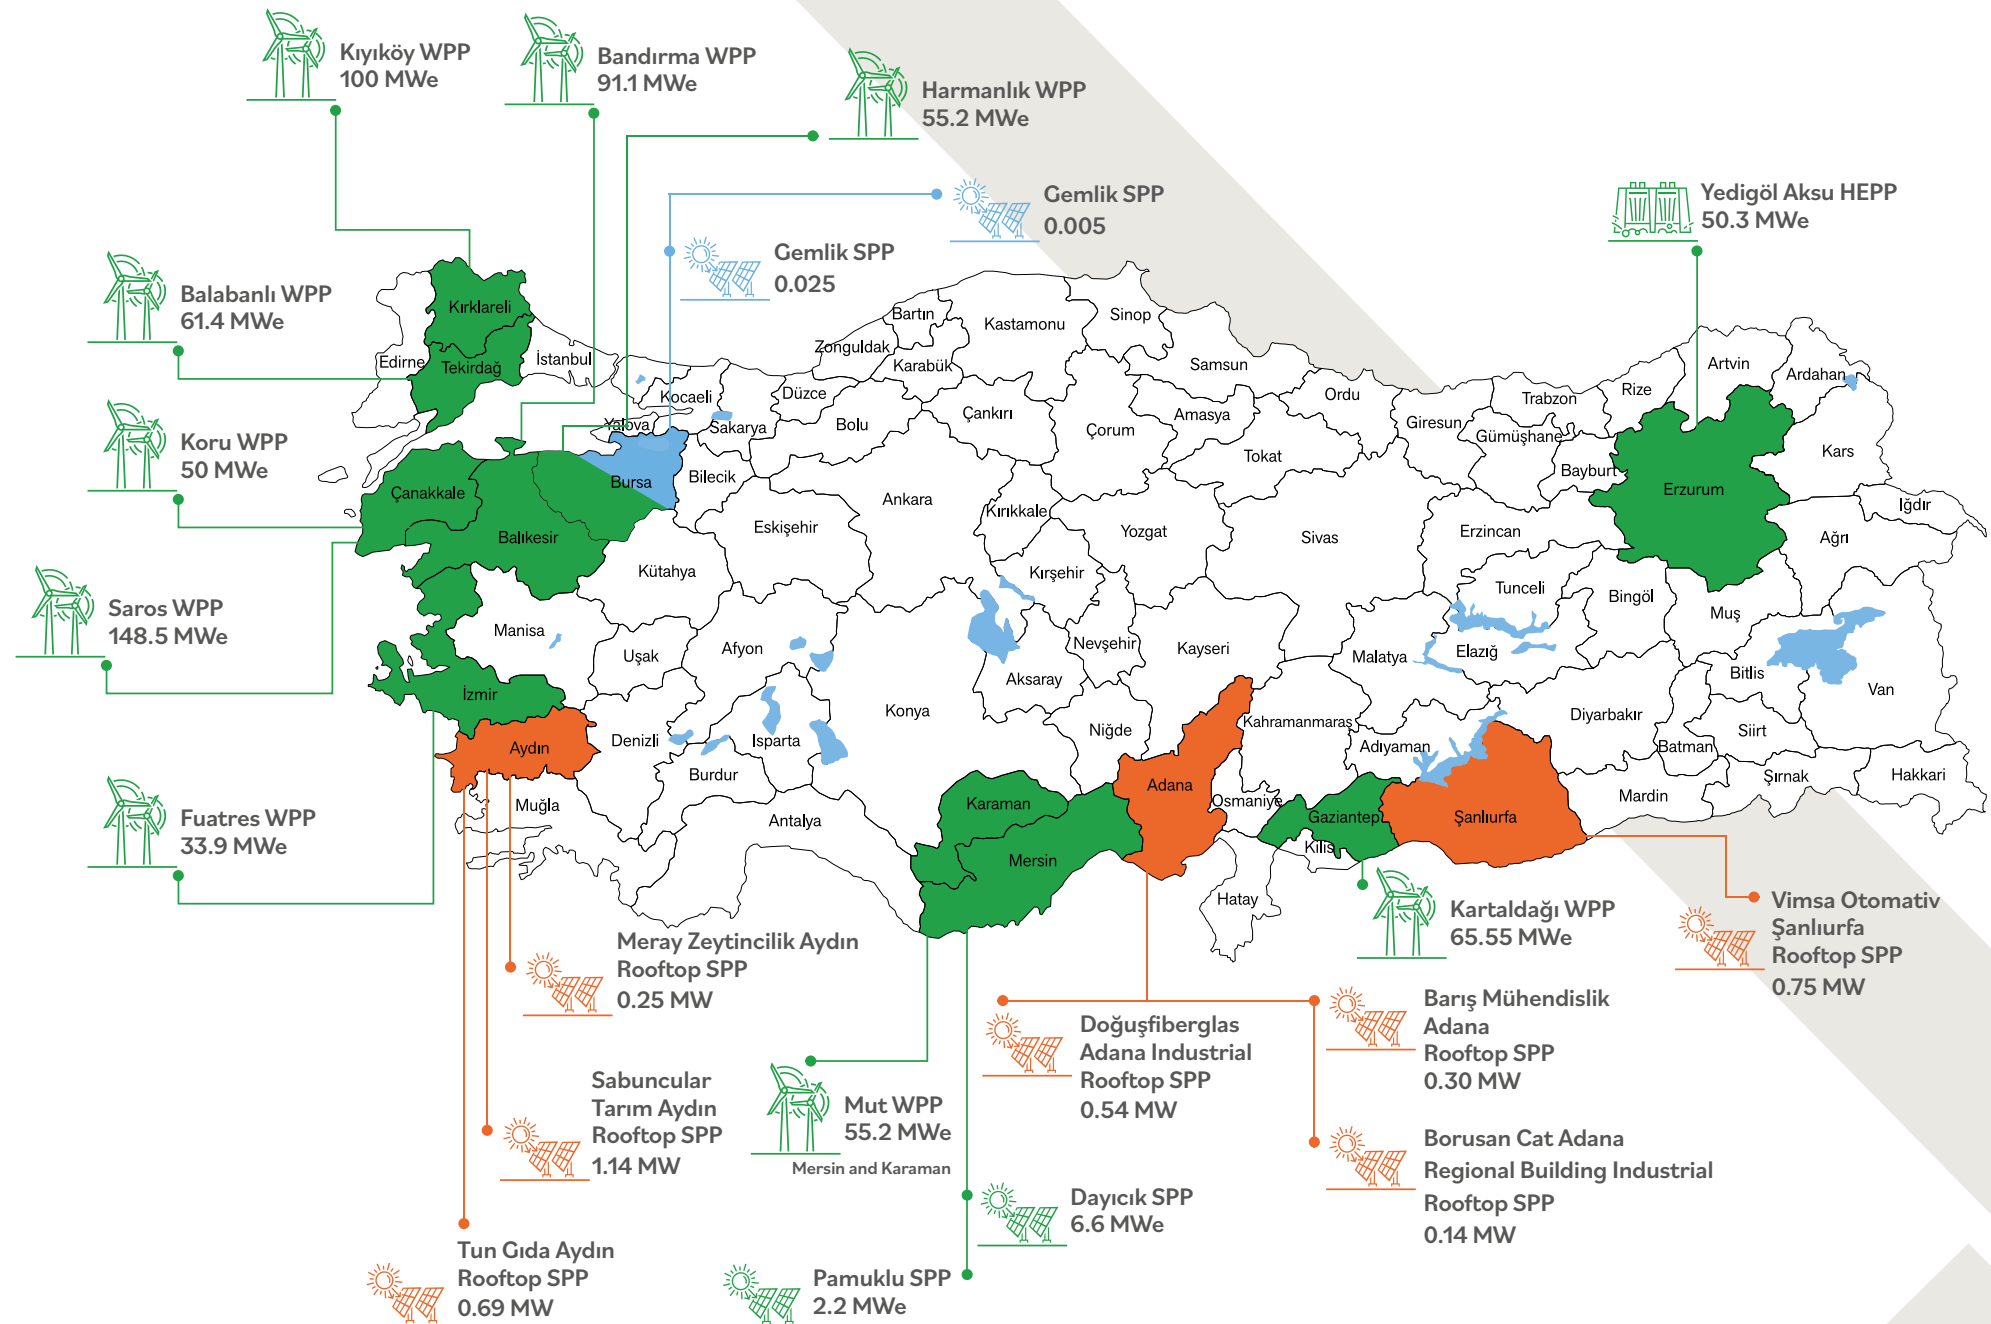 Kıyıköy WPP
100 MWe
Bandırma WPP
91.1 MWe
Harmanlık WPP
55.2 MWe
Gemlik SPP
0.005
Gemlik SPP
0.025
Yedigöl Aksu HEPP
50.3 MWe
Balabanlı WPP
61.4 MWe
Koru WPP
50 MWe
Saros WPP
148.5 MWe
Fuatres WPP
33.9 MWe
Kırklareli
Edirne
Tekirdağ
İstanbul
Kocaeli
Yalova
Sakarya
Düzce
Zonguldak
Bartın
Karabük
Kastamonu
Sinop
Samsun
Ordu
Giresun
Trabzon
Rize
Artvin
Ardahan
Bolu
Çankırı
Çorum
Amasya
Tokat
Gümüşhane
Bayburt
Erzurum
Kars
Iğdır
Çanakkale
Balıkesir
Bursa
Bilecik
Eskişehir
Ankara
Kırıkkale
Yozgat
Sivas
Erzincan
Ağrı
Kütahya
Kırşehir
Tunceli
Bingöl
Muş
Manisa
Uşak
Afyon
Aksaray
Nevşehir
Kayseri
Malatya
Elazığ
Bitlis
Van
İzmir
Aydın
Denizli
Isparta
Burdur
Konya
Niğde
Kahramanmaraş
Adıyaman
Diyarbakır
Batman
Siirt
Şırnak
Hakkari
Muğla
Antalya
Karaman
Mersin
Adana
Osmaniye
Gaziantep
Kilis
Şanlıurfa
Mardin
Hatay
Meray Zeytincilik Aydın
Rooftop SPP
0.25 MW
Sabuncular
Tarım Aydın
Rooftop SPP
1.14 MW
Tun Gıda Aydın
Rooftop SPP
0.69 MW
Mut WPP
55.2 MWe
Mersin and Karaman
Pamuklu SPP
2.2 MWe
Dayıcık SPP
6.6 MWe
Doğuşfiberglas
Adana Industrial
Rooftop SPP
0.54 MW
Kartaldağı WPP
65.55 MWe
Barış Mühendislik
Adana
Rooftop SPP
0.30 MW
Borusan Cat Adana
Regional Building Industrial
Rooftop SPP
0.14 MW
Vimsa Otomativ
Şanlıurfa
Rooftop SPP
0.75 MW